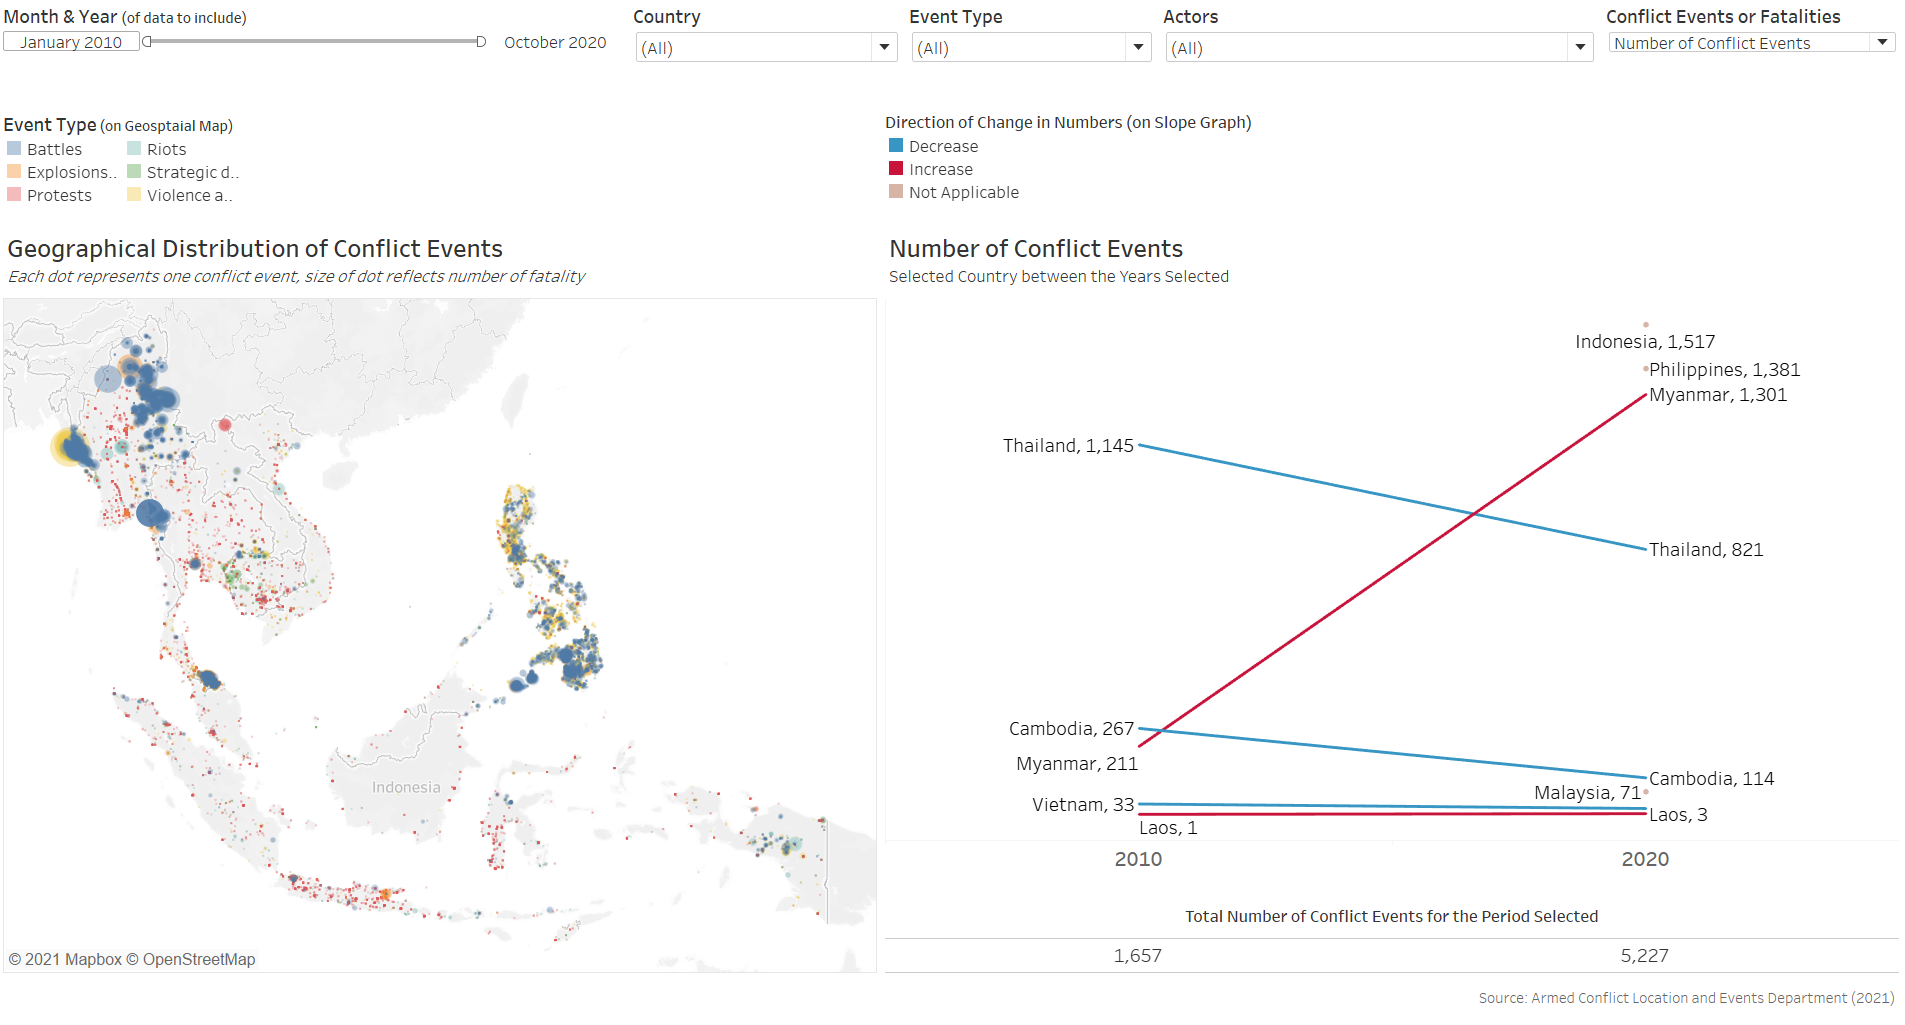 Month & Year (of data to include)
January 2010
October 2020
Country
(All)
Event Type
(All)
Actors
(All)
Conflict Events or Fatalities
Number of Conflict Events
Event Type (on Geosptaial Map)
Battles
Riots
Explosions..
Strategic d..
Protests
Violence a..
Direction of Change in Numbers (on Slope Graph)
Decrease
Increase
Not Applicable
Geographical Distribution of Conflict Events
Each dot represents one conflict event, size of dot reflects number of fatality
Indonesia
© 2021 Mapbox © OpenStreetMap
Number of Conflict Events
Selected Country between the Years Selected
Indonesia, 1,517
Philippines, 1,381
Myanmar, 1,301
Thailand, 1,145
Thailand, 821
Cambodia, 267
Myanmar, 211
Cambodia, 114
Malaysia, 71
Vietnam, 33
Laos, 3
Laos, 1
2010
2020
Total Number of Conflict Events for the Period Selected
1,657
5,227
Source: Armed Conflict Location and Events Department (2021)